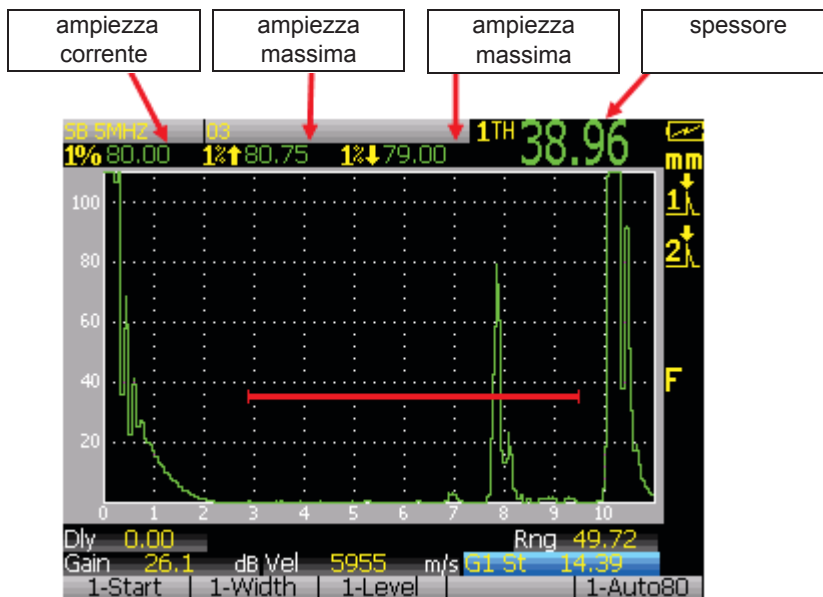 ampiezza corrente
ampiezza massima
ampiezza massima
spessore
SB 5MHZ 03
1% 80.00 1%↑80.75 1%↓79.00 1TH 38.96
mm
1
2
F
100
80
60
40
20
0 1 2 3 4 5 6 7 8 9 10
Dly 0.00 Rng 49.72
Gain 26.1 dB Vel 5955 m/s G1 St 14.39
1-Start 1-Width 1-Level 1-Auto80